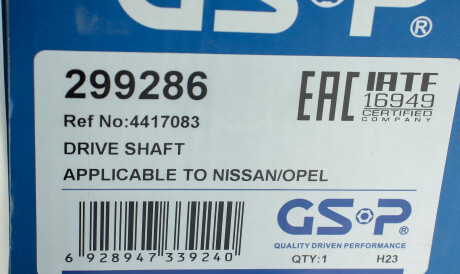 GSP®
299286
EAC IATF
16949
CERTIFIED
COMPANY
Ref No:4417083
DRIVE SHAFT
APPLICABLE TO NISSAN/OPEL
GSP
QUALITY DRIVEN PERFORMANCE
6 928947 339240
QTY:1 H23